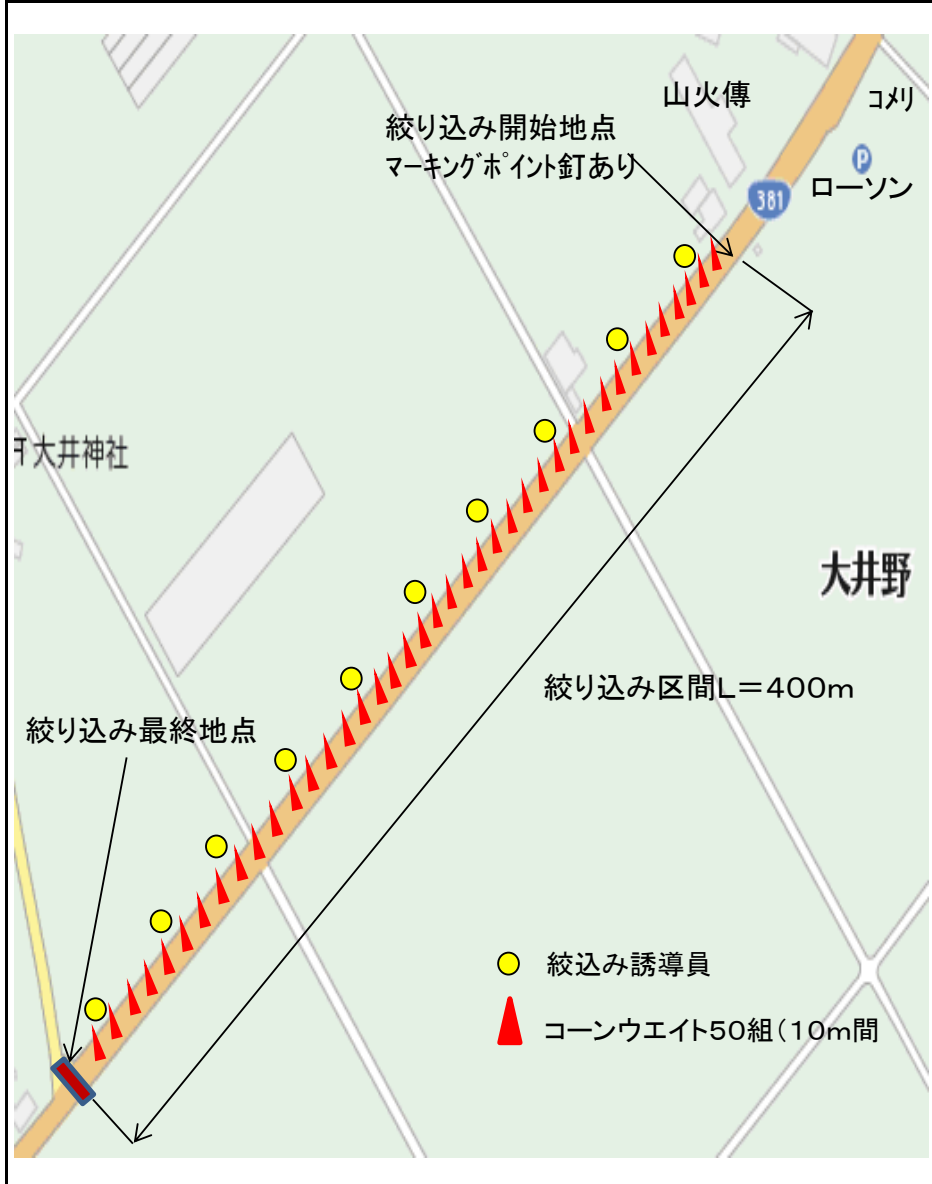 山火傳
コメリ
絞り込み開始地点
マーキングポイント釘あり
P
ローソン
381
大井神社
大井野
絞り込み区間L=400m
絞り込み最終地点
絞込み誘導員
コーンウエイト50組(10m間